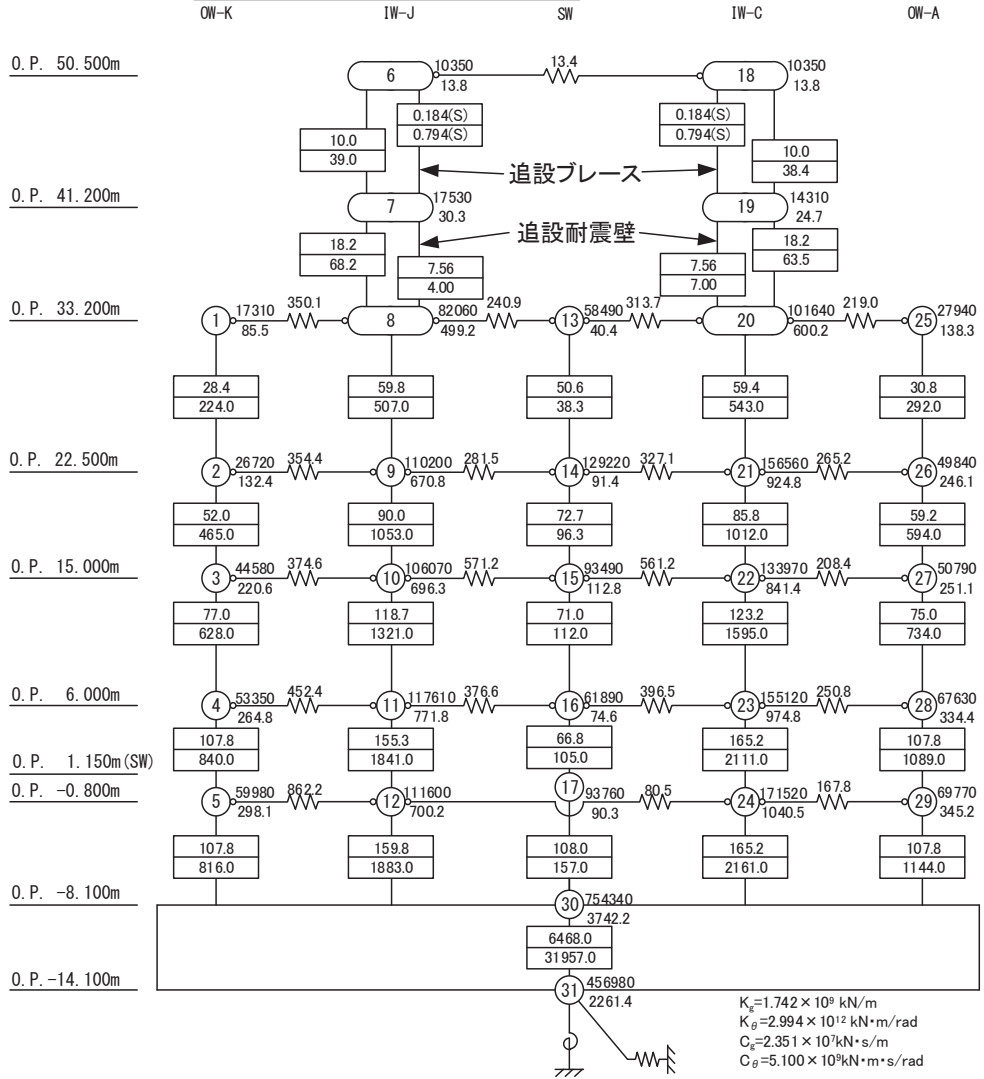 OW-K IW-J SW IW-C OW-A
O.P. 50.500m 6 10350 13.4 18 10350
13.8 13.8
0.184(S) 0.184(S)
0.794(S) 0.794(S)
10.0 10.0
39.0 38.4
追設ブレース
O.P. 41.200m 7 17530 19 14310
30.3 24.7
追設耐震壁
18.2 18.2
68.2 63.5
7.56 7.56
4.00 7.00
O.P. 33.200m 1 17310 350.1 8 82060 240.9 13 58490 313.7 20 101640 219.0 25 27940
85.5 499.2 40.4 600.2 138.3
28.4 59.8 50.6 59.4 30.8
224.0 507.0 38.3 543.0 292.0
O.P. 22.500m 2 26720 354.4 9 110200 281.5 14 129220 327.1 21 156560 265.2 26 49840
132.4 670.8 91.4 924.8 246.1
52.0 90.0 72.7 85.8 59.2
465.0 1053.0 96.3 1012.0 594.0
O.P. 15.000m 3 44580 374.6 10 106070 571.2 15 93490 561.2 22 133970 208.4 27 50790
220.6 696.3 112.8 841.4 251.1
77.0 118.7 71.0 123.2 75.0
628.0 1321.0 112.0 1595.0 734.0
O.P. 6.000m 4 53350 452.4 11 117610 376.6 16 61890 396.5 23 155120 250.8 28 67630
264.8 771.8 74.6 974.8 334.4
107.8 155.3 66.8 165.2 107.8
840.0 1841.0 105.0 2111.0 1089.0
O.P. 1.150m(SW)
O.P. -0.800m 5 59980 862.2 12 111600 17 93760 80.5 24 171520 167.8 29 69770
298.1 700.2 90.3 1040.5 345.2
107.8 159.8 108.0 165.2 107.8
816.0 1883.0 157.0 2161.0 1144.0
O.P. -8.100m 30 754340
3742.2
6468.0
31957.0
O.P.-14.100m 31 456980
2261.4
Kg=1.742×10⁹ kN/m
Kθ=2.994×10¹² kN・m/rad
Cg=2.351×10⁷kN・s/m
Cθ=5.100×10⁹kN・m・s/rad